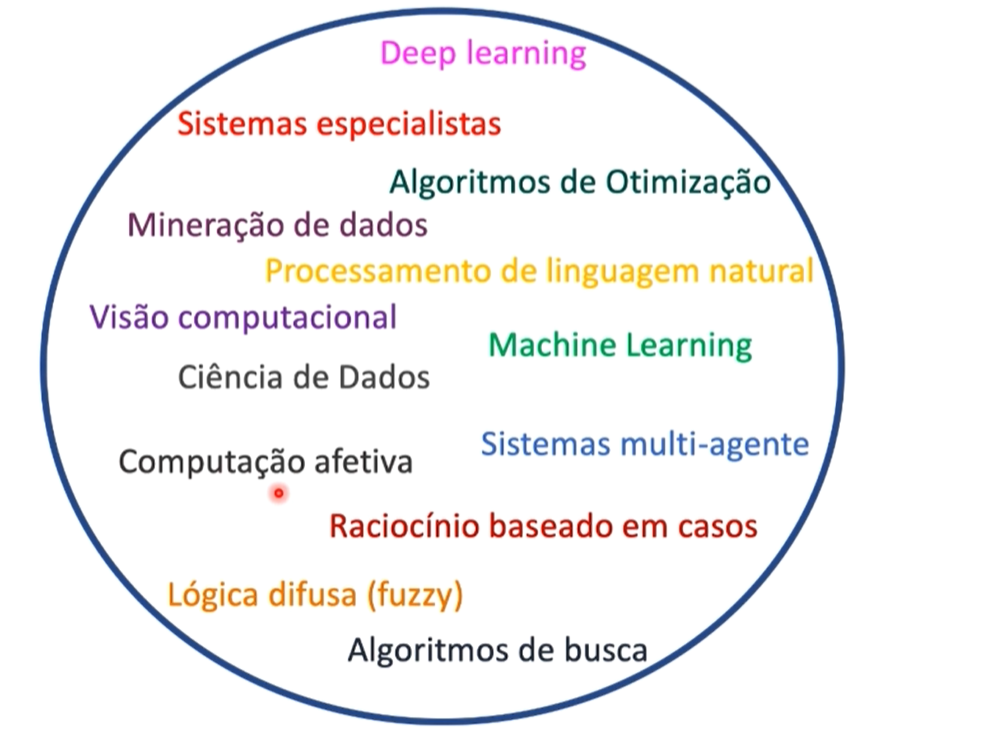 Deep learning
Sistemas especialistas
Algoritmos de Otimização
Mineração de dados
Processamento de linguagem natural
Visão computacional
Machine Learning
Ciência de Dados
Sistemas multi-agente
Computação afetiva
Raciocínio baseado em casos
Lógica difusa (fuzzy)
Algoritmos de busca